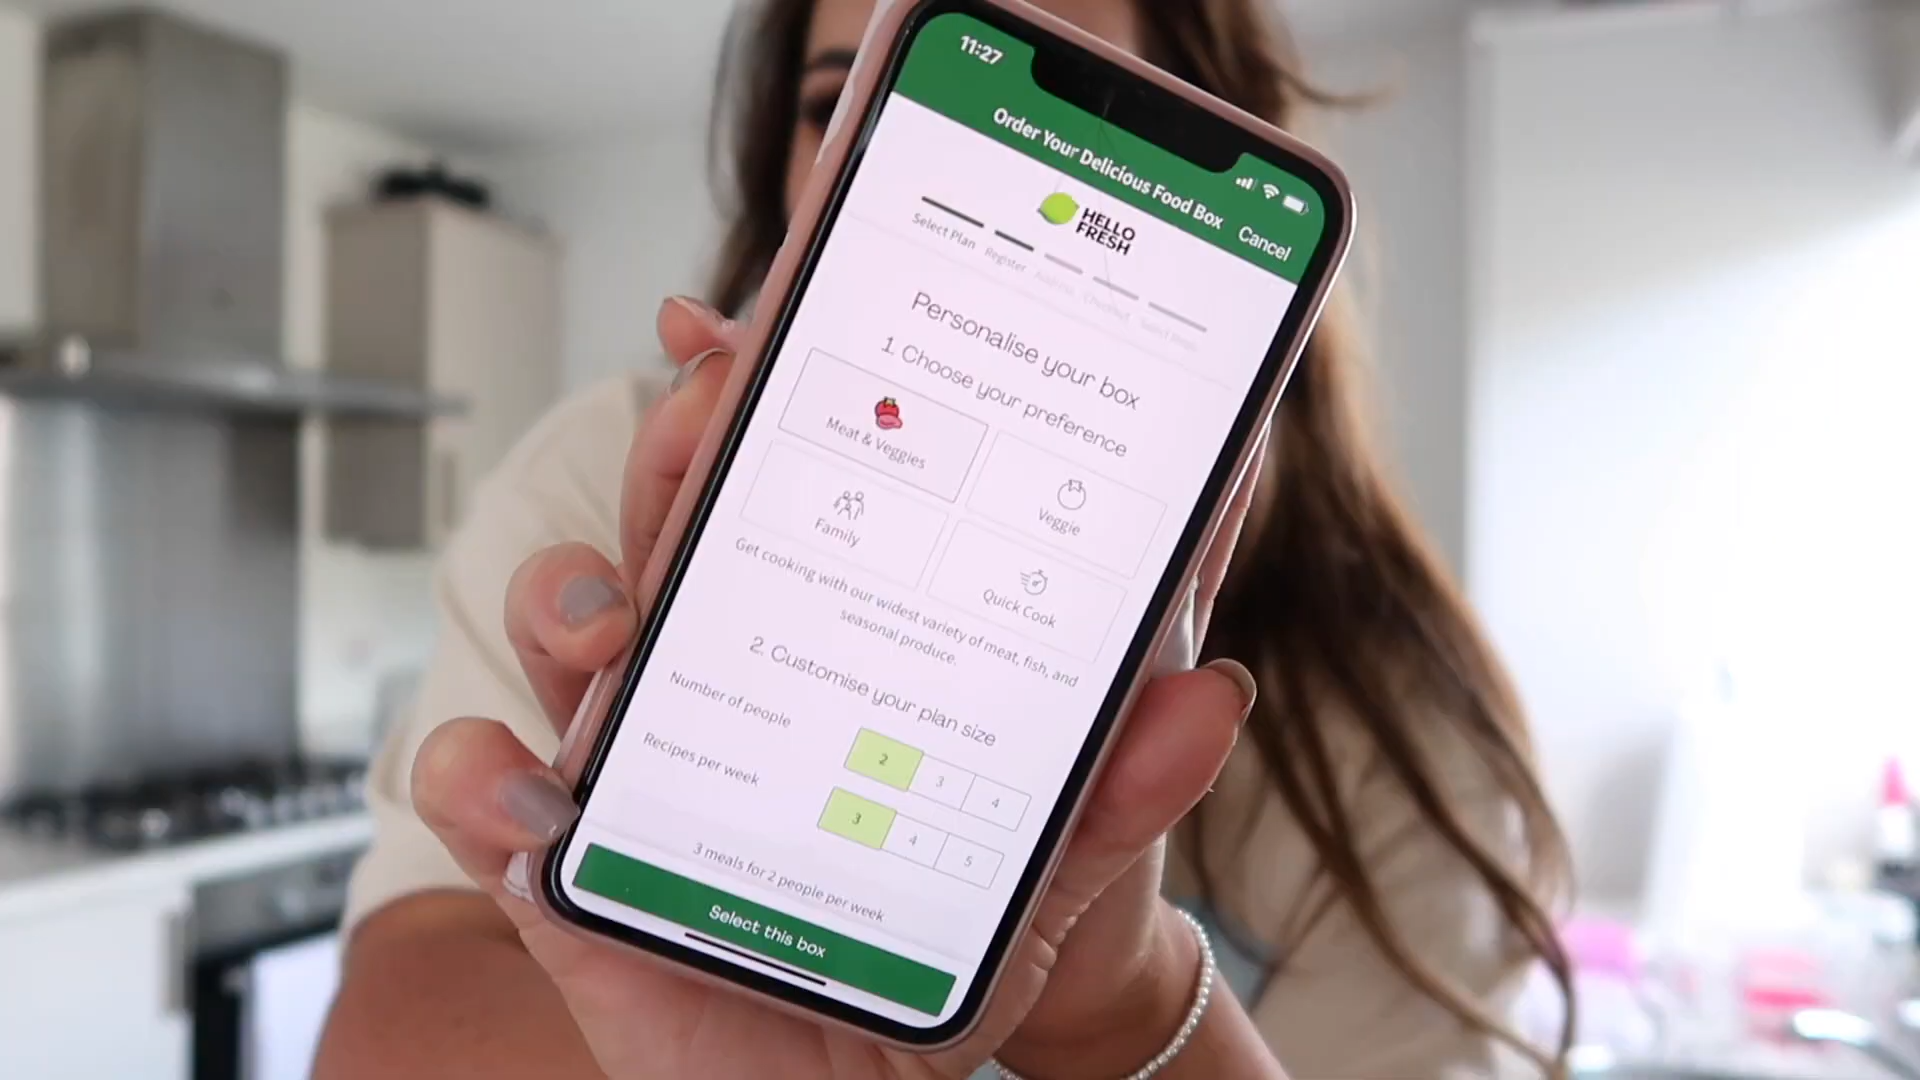 11:27
Order Your Delicious Food Box
Cancel
HELLO
FRESH
Select Plan
Register
Personalise your box
1. Choose your preference
Meat & Veggies
Veggie
Family
Quick Cook
Get cooking with our widest variety of meat, fish, and
seasonal produce.
2. Customise your plan size
Number of people
2 3 4
Recipes per week
3 4 5
3 meals for 2 people per week
Select this box